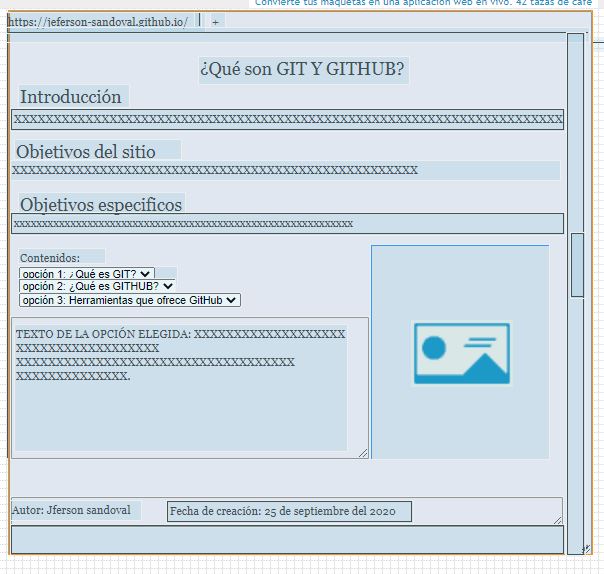 Convierte tus maquetas en una aplicación web en vivo. 42 tazas de café
https://jeferson-sandoval.github.io/ +
¿Qué son GIT Y GITHUB?
Introducción
XXXXXXXXXXXXXXXXXXXXXXXXXXXXXXXXXXXXXXXXXXXXXXXXXXXXXXXXXXXXXXXXXXXXX
Objetivos del sitio
XXXXXXXXXXXXXXXXXXXXXXXXXXXXXXXXXXXXXXXXXXXXXXXXXXX
Objetivos especificos
XXXXXXXXXXXXXXXXXXXXXXXXXXXXXXXXXXXXXXXXXXXXXXXXXXXXXXXXXXXXX
Contenidos:
opción 1: ¿Qué es GIT?
opción 2: ¿Qué es GITHUB?
opción 3: Herramientas que ofrece GitHub
TEXTO DE LA OPCIÓN ELEGIDA: XXXXXXXXXXXXXXXXXXX
XXXXXXXXXXXXXXXXXX
XXXXXXXXXXXXXXXXXXXXXXXXXXXXXXXXXXX
XXXXXXXXXXXXXX.
Autor: Jferson sandoval
Fecha de creación: 25 de septiembre del 2020